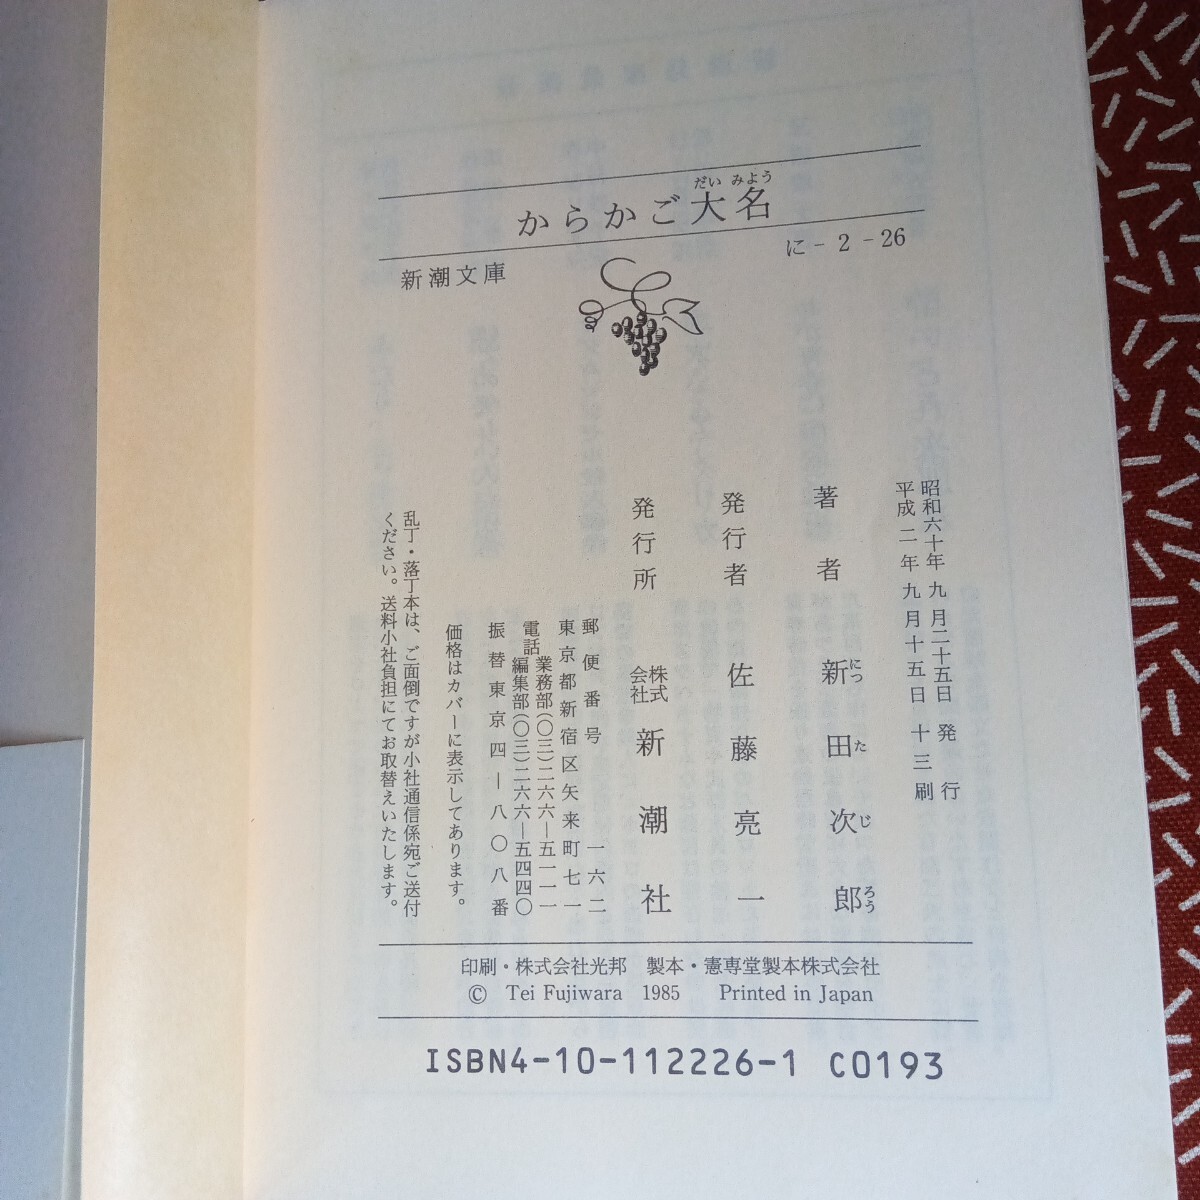 からかご大名
だいみよう
新潮文庫
に-2-26
昭和六十年九月二十五日発行
平成二年九月十五日十三刷
著者 新田次郎
につたじろう
発行者 佐藤亮一
発行所 株式会社新潮社
郵便番号 一六二
東京都新宿区矢来町七一
電話 業務部(〇三)二六六―五一一一
編集部(〇三)二六六―五四四〇
振替東京四―八〇八番
価格はカバーに表示してあります。
乱丁・落丁本は、ご面倒ですが小社通信係宛ご送付
ください。送料小社負担にてお取替えいたします。
印刷・株式会社光邦 製本・憲専堂製本株式会社
© Tei Fujiwara 1985 Printed in Japan
ISBN4-10-112226-1 C0193